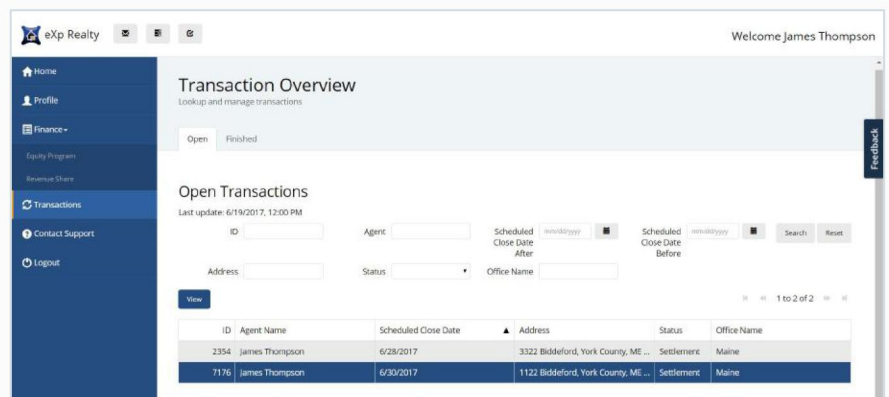 eXp Realty
Welcome James Thompson
Home
Profile
Finance
Equity Program
Revenue Share
Transactions
Contact Support
Logout
Transaction Overview
Lookup and manage transactions
Open Finished
Feedback
Open Transactions
Last update: 6/19/2017, 12:00 PM
ID Agent Scheduled Close Date After mm/dd/yyyy Scheduled Close Date Before mm/dd/yyyy Search Reset
Address Status Office Name
View 1 to 2 of 2
ID Agent Name Scheduled Close Date ▲ Address Status Office Name
2354 James Thompson 6/28/2017 3322 Biddeford, York County, ME ... Settlement Maine
7176 James Thompson 6/30/2017 1122 Biddeford, York County, ME ... Settlement Maine